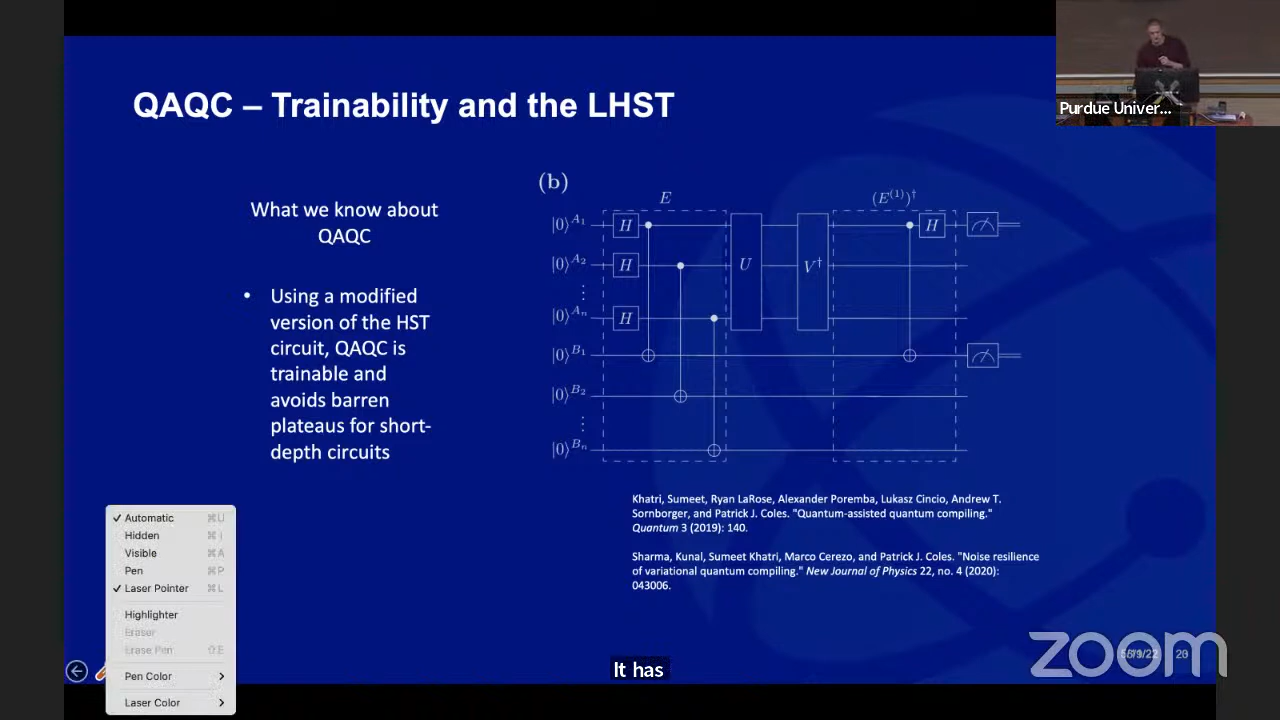 QAQC – Trainability and the LHST
Purdue Univer...
What we know about
QAQC
• Using a modified
version of the HST
circuit, QAQC is
trainable and
avoids barren
plateaus for short-
depth circuits
(b)
E
(E⁽¹⁾)†
|0⟩^A₁ H H
|0⟩^A₂ H U V†
⋮
|0⟩^Aₙ H
|0⟩^B₁
|0⟩^B₂
⋮
|0⟩^Bₙ
Khatri, Sumeet, Ryan LaRose, Alexander Poremba, Lukasz Cincio, Andrew T.
Sornborger, and Patrick J. Coles. "Quantum-assisted quantum compiling."
Quantum 3 (2019): 140.
Sharma, Kunal, Sumeet Khatri, Marco Cerezo, and Patrick J. Coles. "Noise resilience
of variational quantum compiling." New Journal of Physics 22, no. 4 (2020):
043006.
✓ Automatic ⌘U
Hidden ⌘I
Visible ⌘A
Pen ⌘P
✓ Laser Pointer ⌘L
Highlighter
Eraser
Erase Pen ⇧E
Pen Color >
Laser Color >
It has
zoom